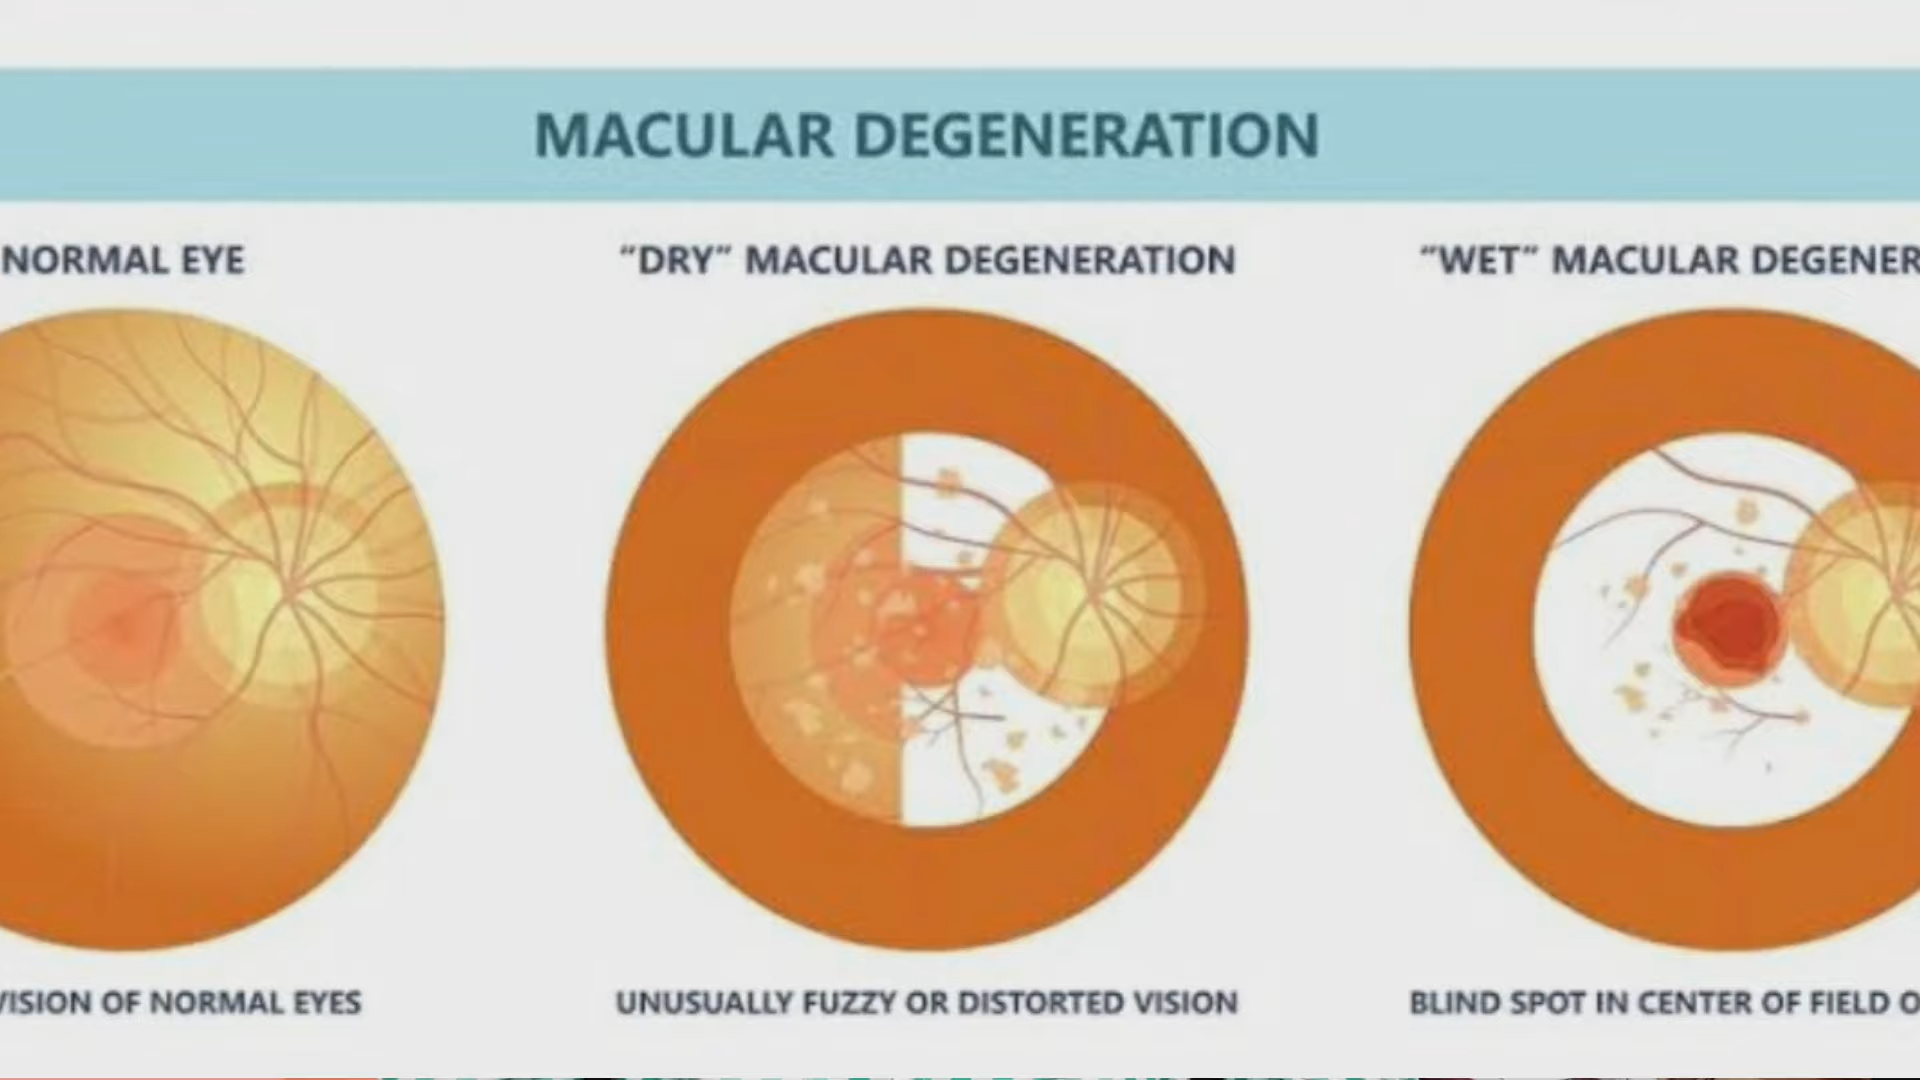 MACULAR DEGENERATION
NORMAL EYE
“DRY” MACULAR DEGENERATION
“WET” MACULAR DEGENER
VISION OF NORMAL EYES
UNUSUALLY FUZZY OR DISTORTED VISION
BLIND SPOT IN CENTER OF FIELD O